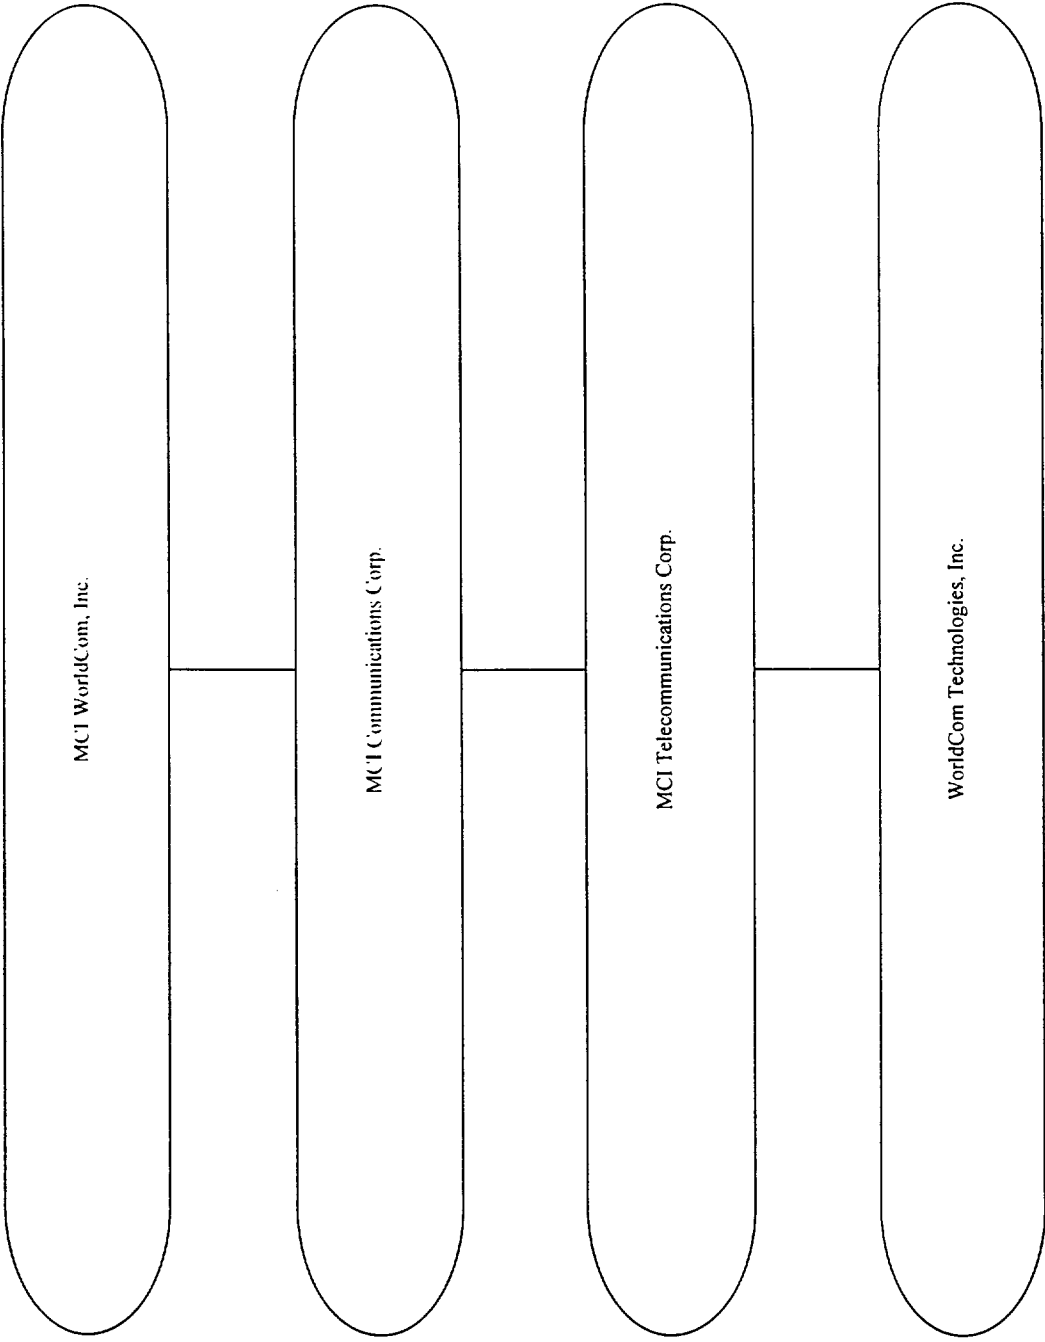 MCI WorldCom, Inc.
MCI Communications Corp.
MCI Telecommunications Corp.
WorldCom Technologies, Inc.